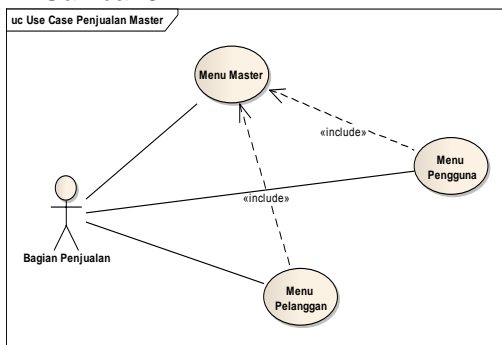 uc Use Case Penjualan Master
Menu Master
«include»
Menu
Pengguna
«include»
Bagian Penjualan
Menu
Pelanggan